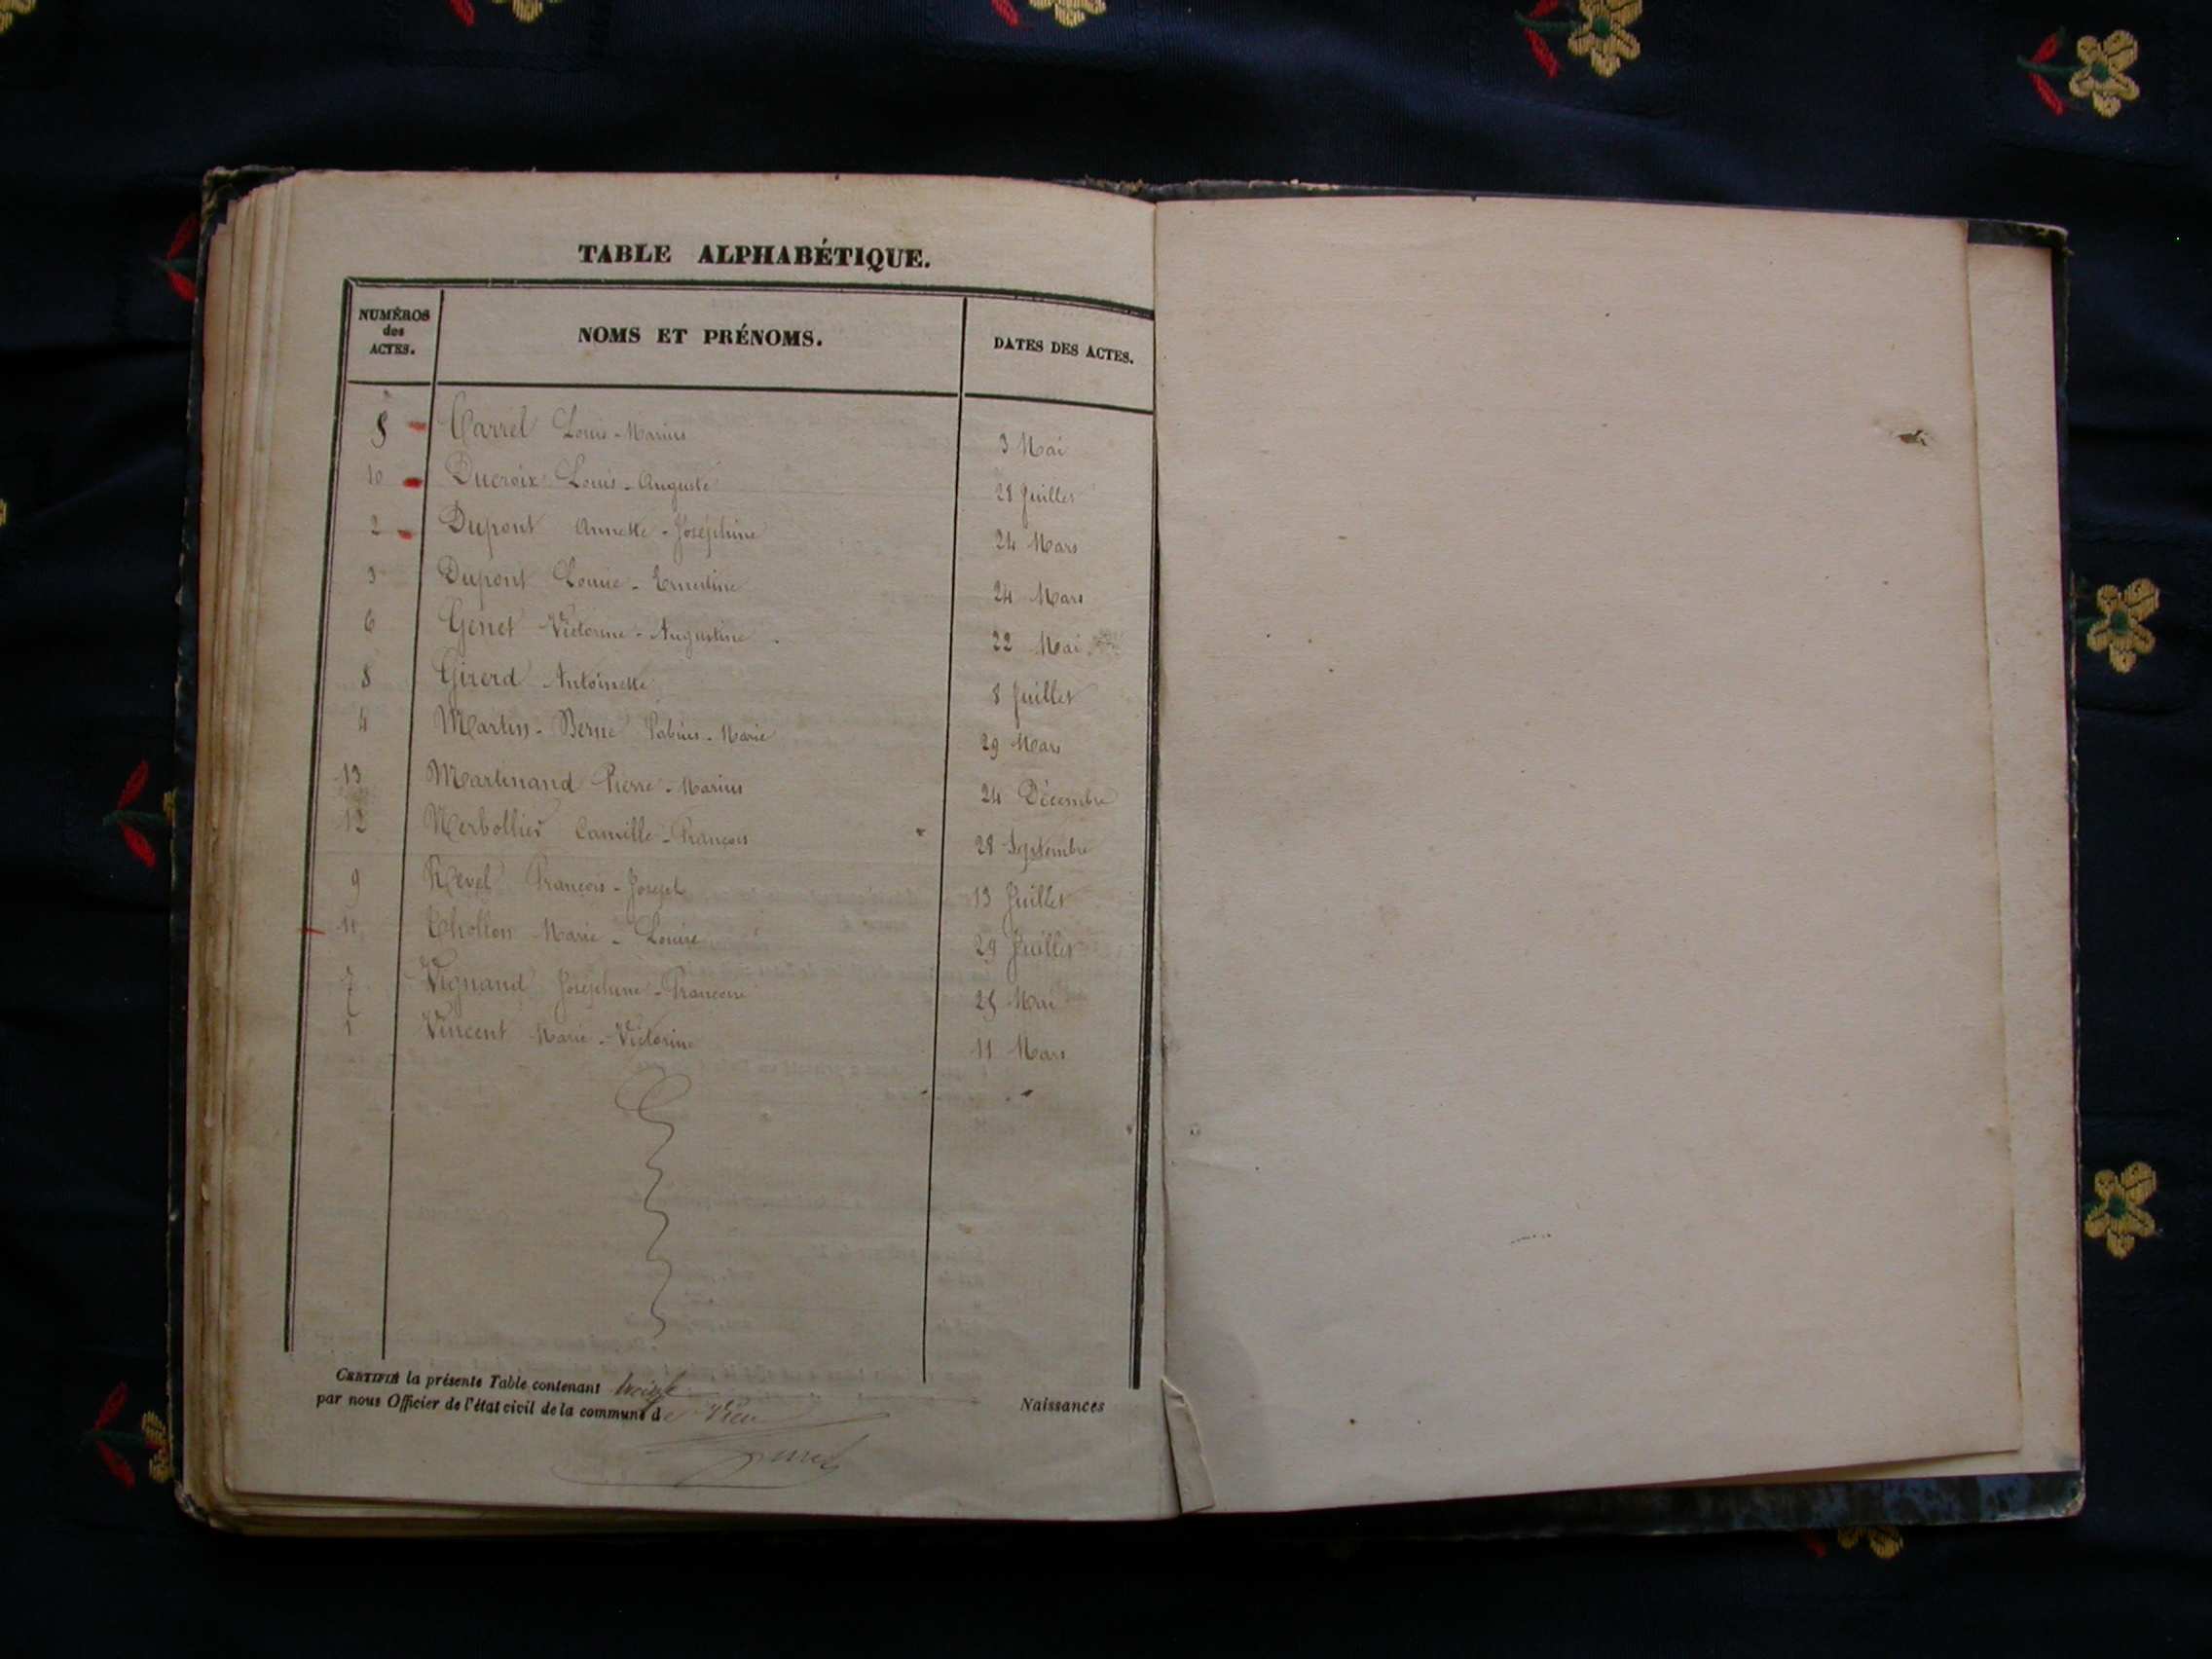 TABLE ALPHABÉTIQUE.
NUMÉROS des ACTES. NOMS ET PRÉNOMS. DATES DES ACTES.
Carrel Louis-Marius 3 Mai
10 Ducroix Louis-Auguste 28 Juillet
2 Dupont Annette-Joséphine 24 Mars
3 Dupont Louise-Ernestine 24 Mars
6 Genet Victorine-Augustine 22 Mai
8 Girerd Antoinette 8 Juillet
4 Martin-Berne Marie 29 Mars
13 Martinand Pierre-Marius 24 Décembre
12 Nerbollier Camille-François 28 Septembre
9 Revel François-Joseph 13 Juillet
11 Chollon Marie-Louise 29 Juillet
7 Vignand Joséphine-Françoise 25 Mai
1 Vincent Marie-Victorine 11 Mars
CERTIFIÉ la présente Table contenant treize
par nous Officier de l'état civil de la commune de Vieu
Naissances